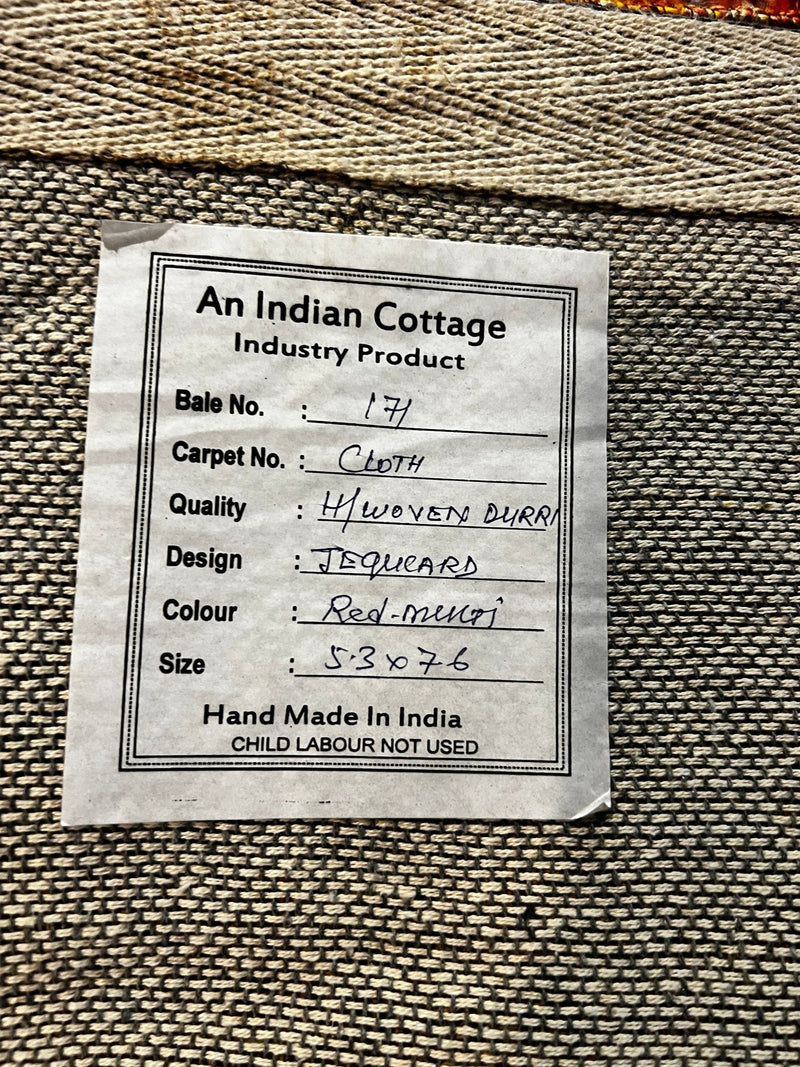 An Indian Cottage
Industry Product
Bale No. : 171
Carpet No. : CLOTH
Quality : H/WOVEN DURRI
Design : JEQUCARD
Colour : Red-multi
Size : 5.3x7-6
Hand Made In India
CHILD LABOUR NOT USED